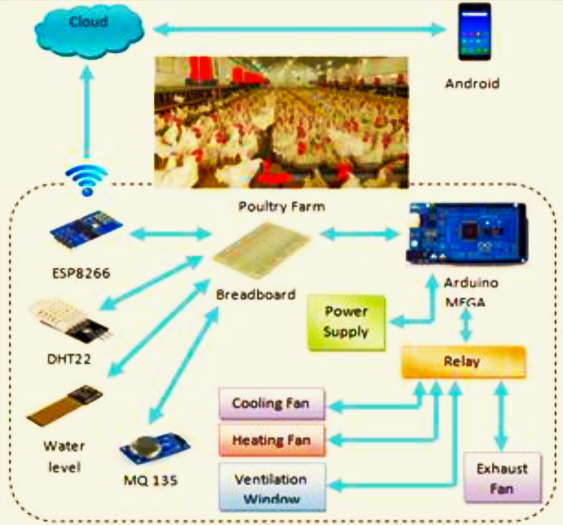 Cloud
Android
Poultry Farm
ESP8266
Breadboard
Arduino
MEGA
DHT22
Power
Supply
Relay
Cooling Fan
Heating Fan
Water
level
MQ 135
Ventilation
Window
Exhaust
Fan